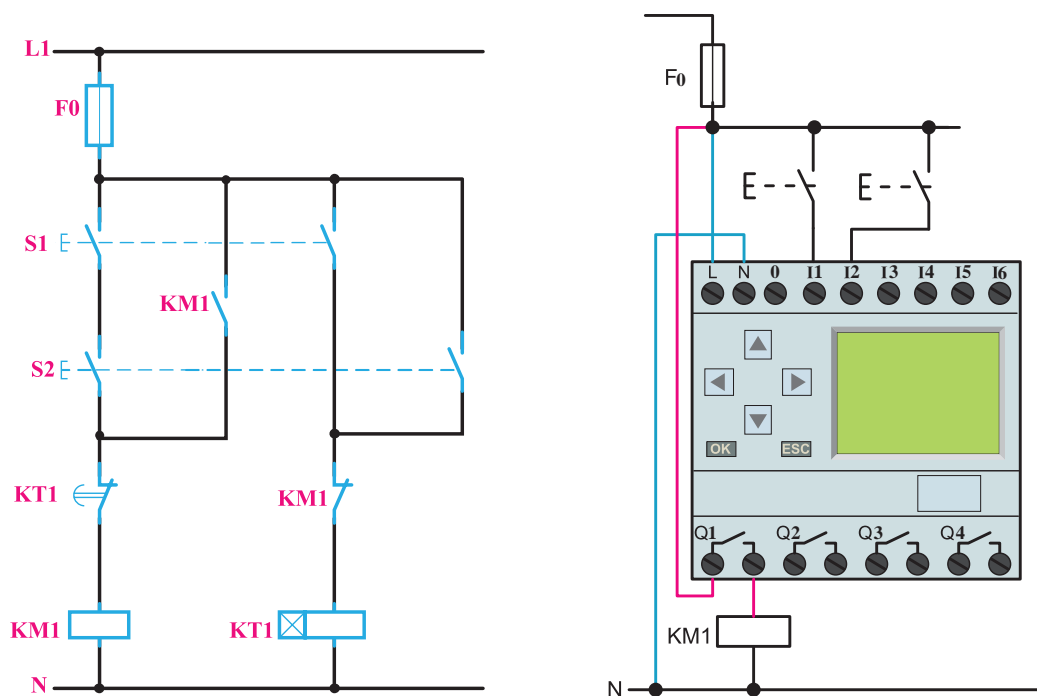 L1
F0
S1
KM1
S2
KT1
KM1
KM1
KT1
N
F0
L N 0 I1 I2 I3 I4 I5 I6
OK ESC
Q1 Q2 Q3 Q4
KM1
N